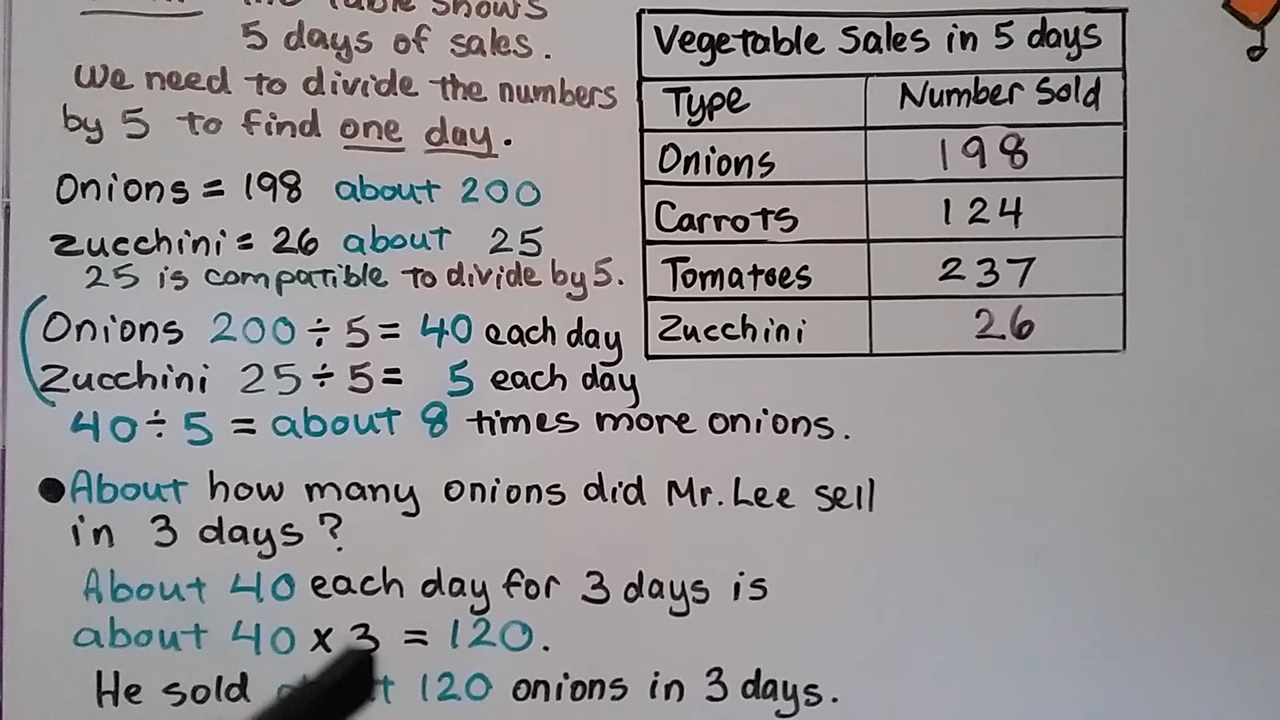 The Table shows
5 days of sales.
We need to divide the numbers
by 5 to find one day.
Onions = 198 about 200
Zucchini = 26 about 25
25 is compatible to divide by 5.
Onions 200 ÷ 5 = 40 each day
Zucchini 25 ÷ 5 = 5 each day
40 ÷ 5 = about 8 times more onions.
●About how many onions did Mr. Lee sell
in 3 days?
About 40 each day for 3 days is
about 40 x 3 = 120.
He sold about 120 onions in 3 days.
Vegetable Sales in 5 days
Type Number Sold
Onions 198
Carrots 124
Tomatoes 237
Zucchini 26